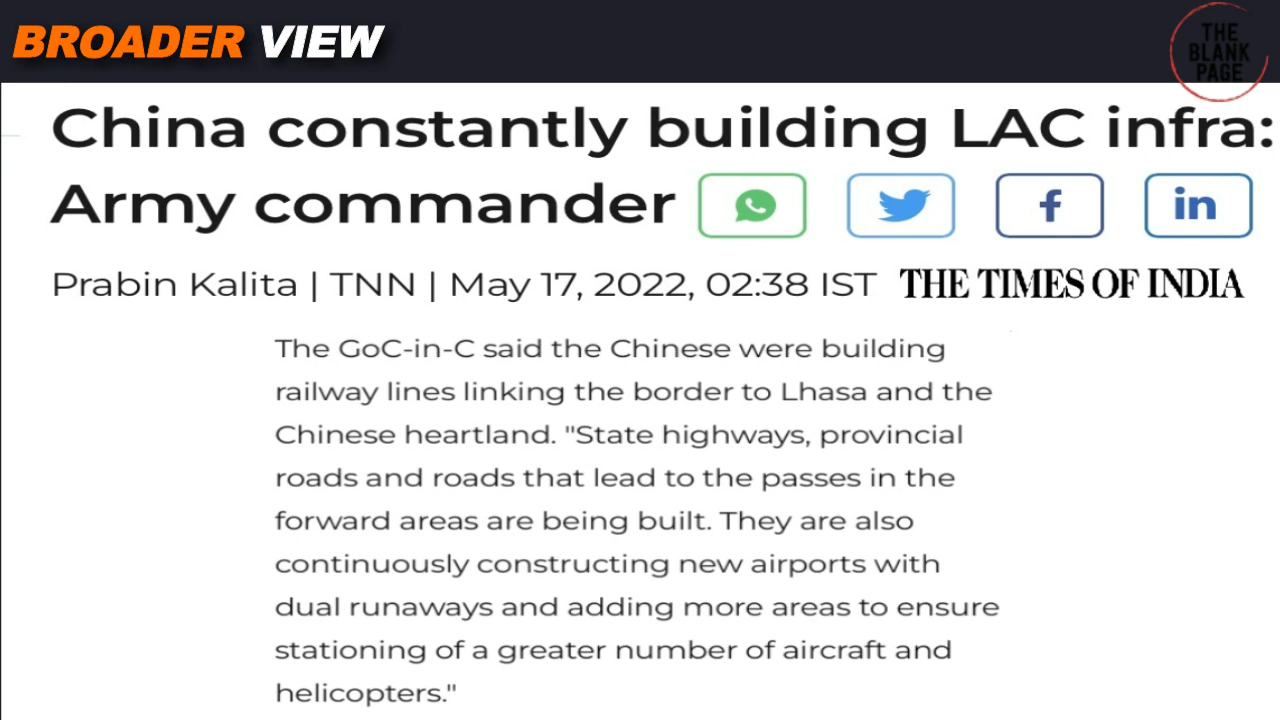 BROADER VIEW
THE
BLANK
PAGE
China constantly building LAC infra:
Army commander
f
in
Prabin Kalita | TNN | May 17, 2022, 02:38 IST
THE TIMES OF INDIA
The GoC-in-C said the Chinese were building
railway lines linking the border to Lhasa and the
Chinese heartland. "State highways, provincial
roads and roads that lead to the passes in the
forward areas are being built. They are also
continuously constructing new airports with
dual runaways and adding more areas to ensure
stationing of a greater number of aircraft and
helicopters."